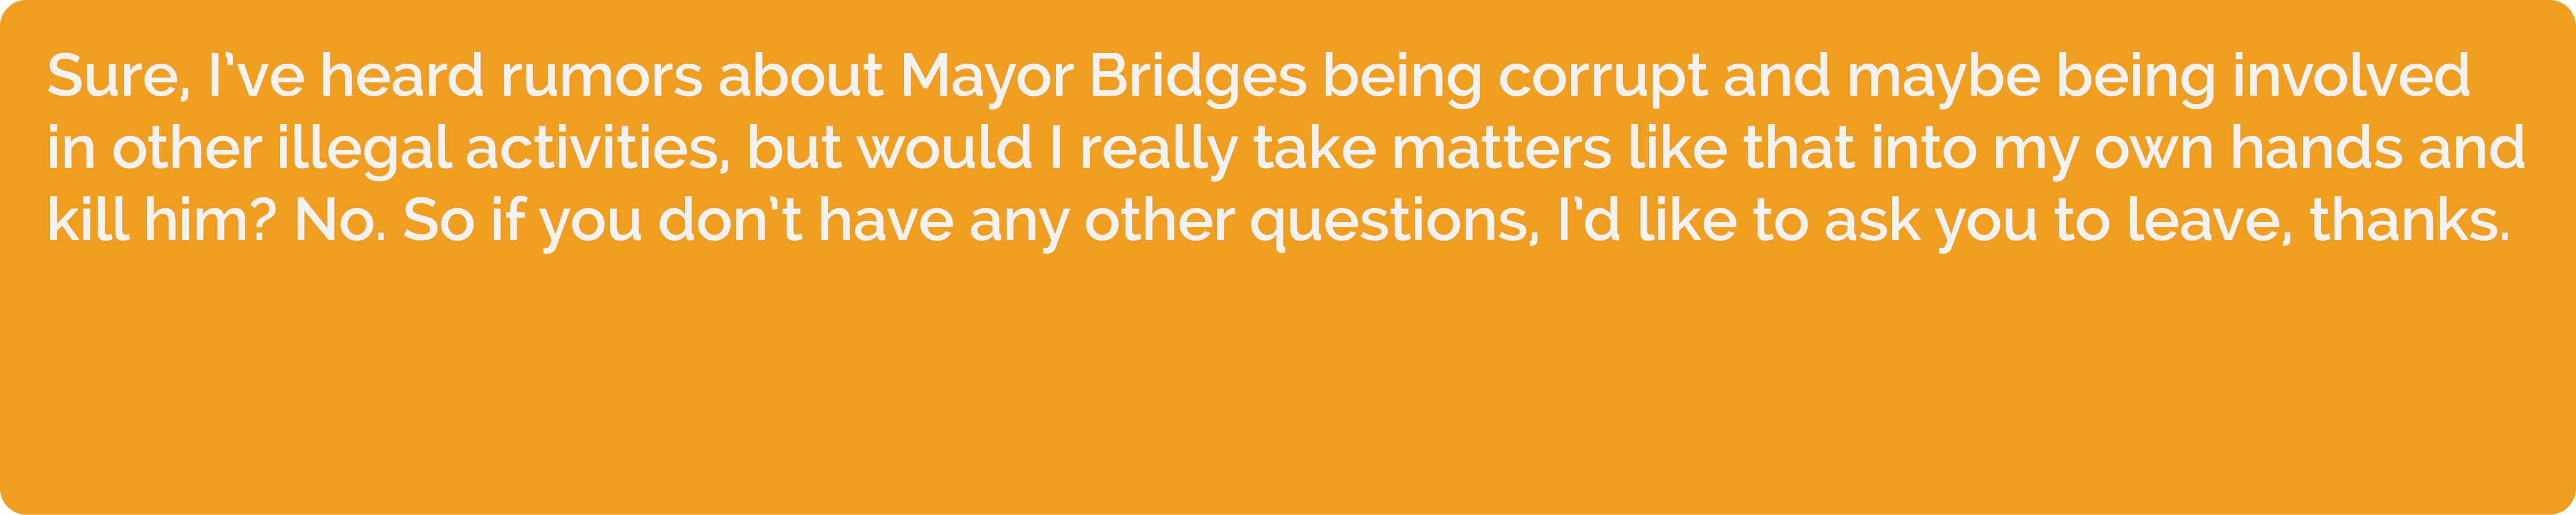 Sure, I’ve heard rumors about Mayor Bridges being corrupt and maybe being involved
in other illegal activities, but would I really take matters like that into my own hands and
kill him? No. So if you don’t have any other questions, I’d like to ask you to leave, thanks.